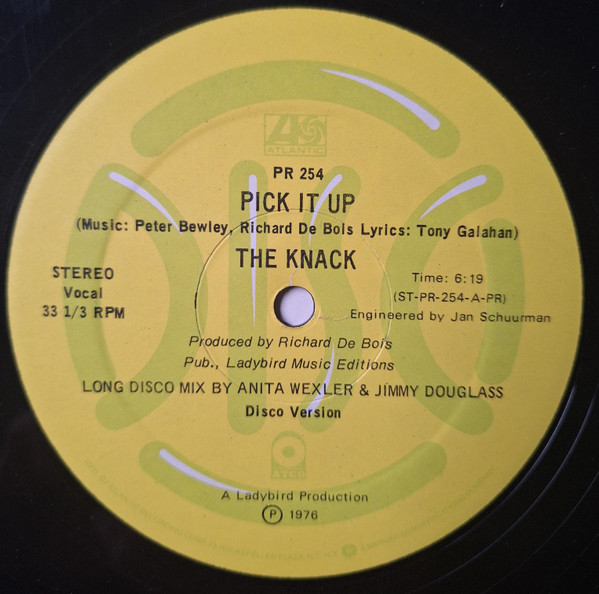 ATLANTIC
PR 254
PICK IT UP
(Music: Peter Bewley, Richard De Bois Lyrics: Tony Galahan)
THE KNACK
STEREO
Vocal
33 1/3 RPM
Time: 6:19
(ST-PR-254-A-PR)
Engineered by Jan Schuurman
Produced by Richard De Bois
Pub., Ladybird Music Editions
LONG DISCO MIX BY ANITA WEXLER & JIMMY DOUGLASS
Disco Version
ATCO
A Ladybird Production
Ⓟ 1976